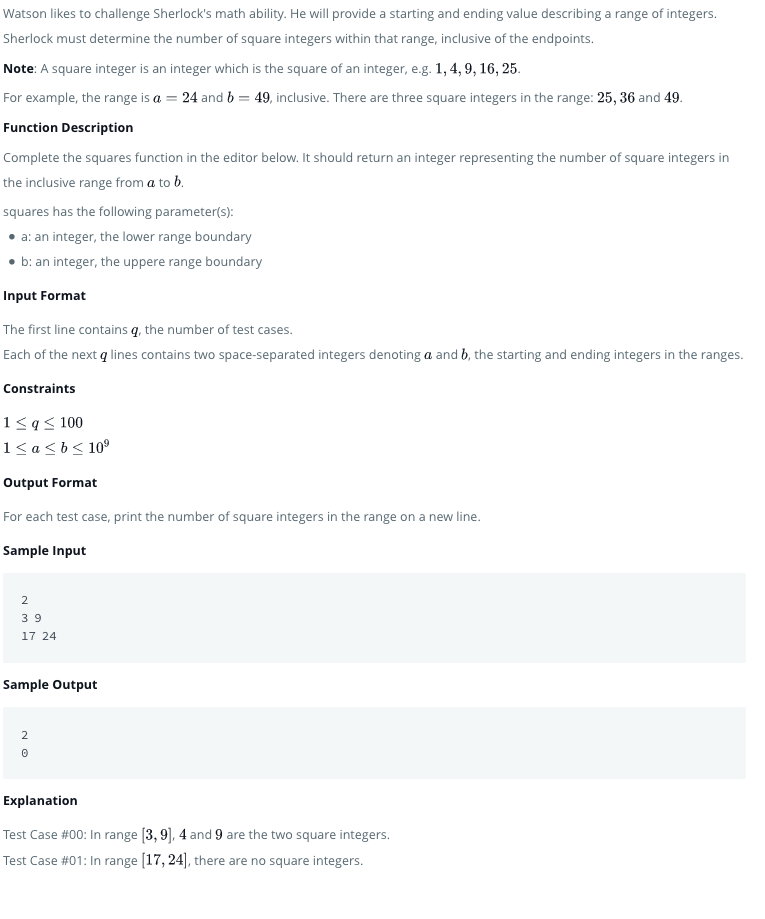 Watson likes to challenge Sherlock's math ability. He will provide a starting and ending value describing a range of integers.
Sherlock must determine the number of square integers within that range, inclusive of the endpoints.
Note: A square integer is an integer which is the square of an integer, e.g. 1, 4, 9, 16, 25.
For example, the range is a = 24 and b = 49, inclusive. There are three square integers in the range: 25, 36 and 49.
Function Description
Complete the squares function in the editor below. It should return an integer representing the number of square integers in
the inclusive range from a to b.
squares has the following parameter(s):
• a: an integer, the lower range boundary
• b: an integer, the uppere range boundary
Input Format
The first line contains q, the number of test cases.
Each of the next q lines contains two space-separated integers denoting a and b, the starting and ending integers in the ranges.
Constraints
1 ≤ q ≤ 100
1 ≤ a ≤ b ≤ 10⁹
Output Format
For each test case, print the number of square integers in the range on a new line.
Sample Input
2
3 9
17 24
Sample Output
2
0
Explanation
Test Case #00: In range [3, 9], 4 and 9 are the two square integers.
Test Case #01: In range [17, 24], there are no square integers.